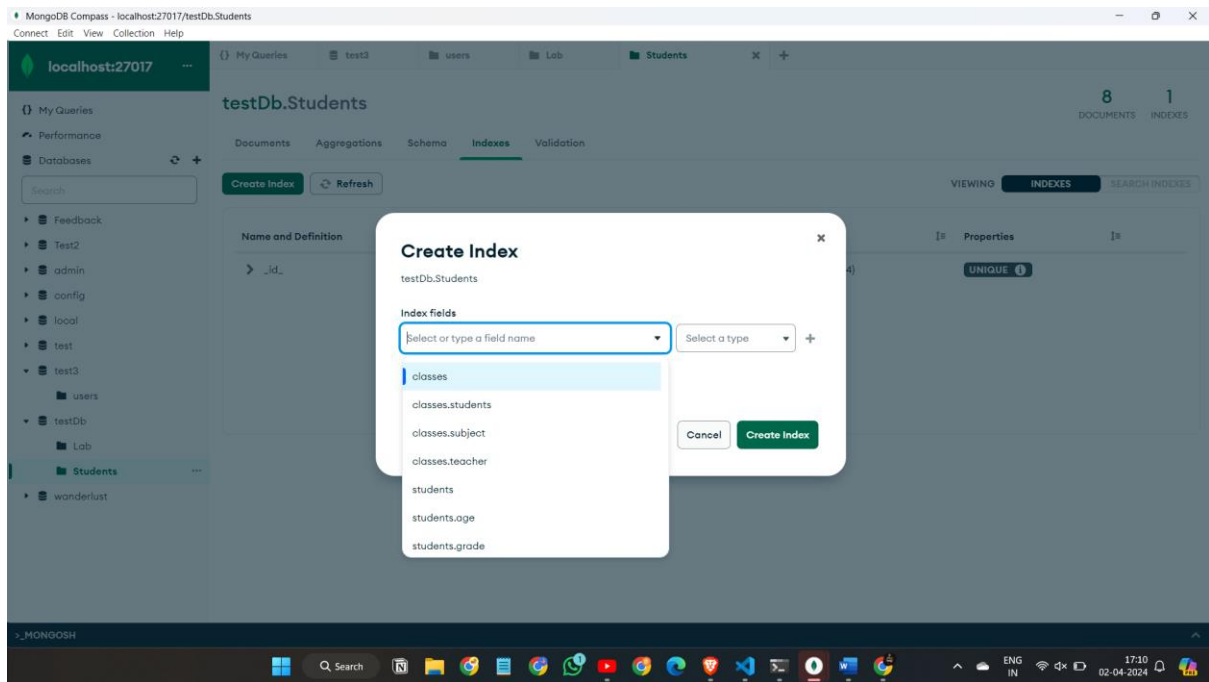 MongoDB Compass - localhost:27017/testDb.Students
Connect Edit View Collection Help
localhost:27017 ...
{} My Queries test3 users Lab Students
My Queries
Performance
Databases
Search
Feedback
Test2
admin
config
local
test
test3
users
testDb
Lab
Students ...
wanderlust
testDb.Students
8 1
DOCUMENTS INDEXES
Documents Aggregations Schema Indexes Validation
Create Index Refresh
VIEWING INDEXES SEARCH INDEXES
Name and Definition Properties
_id_ UNIQUE
Create Index
testDb.Students
Index fields
Select or type a field name Select a type +
classes
classes.students
classes.subject
classes.teacher
students
students.age
students.grade
Cancel Create Index
>_MONGOSH
Search
ENG
IN
17:10
02-04-2024